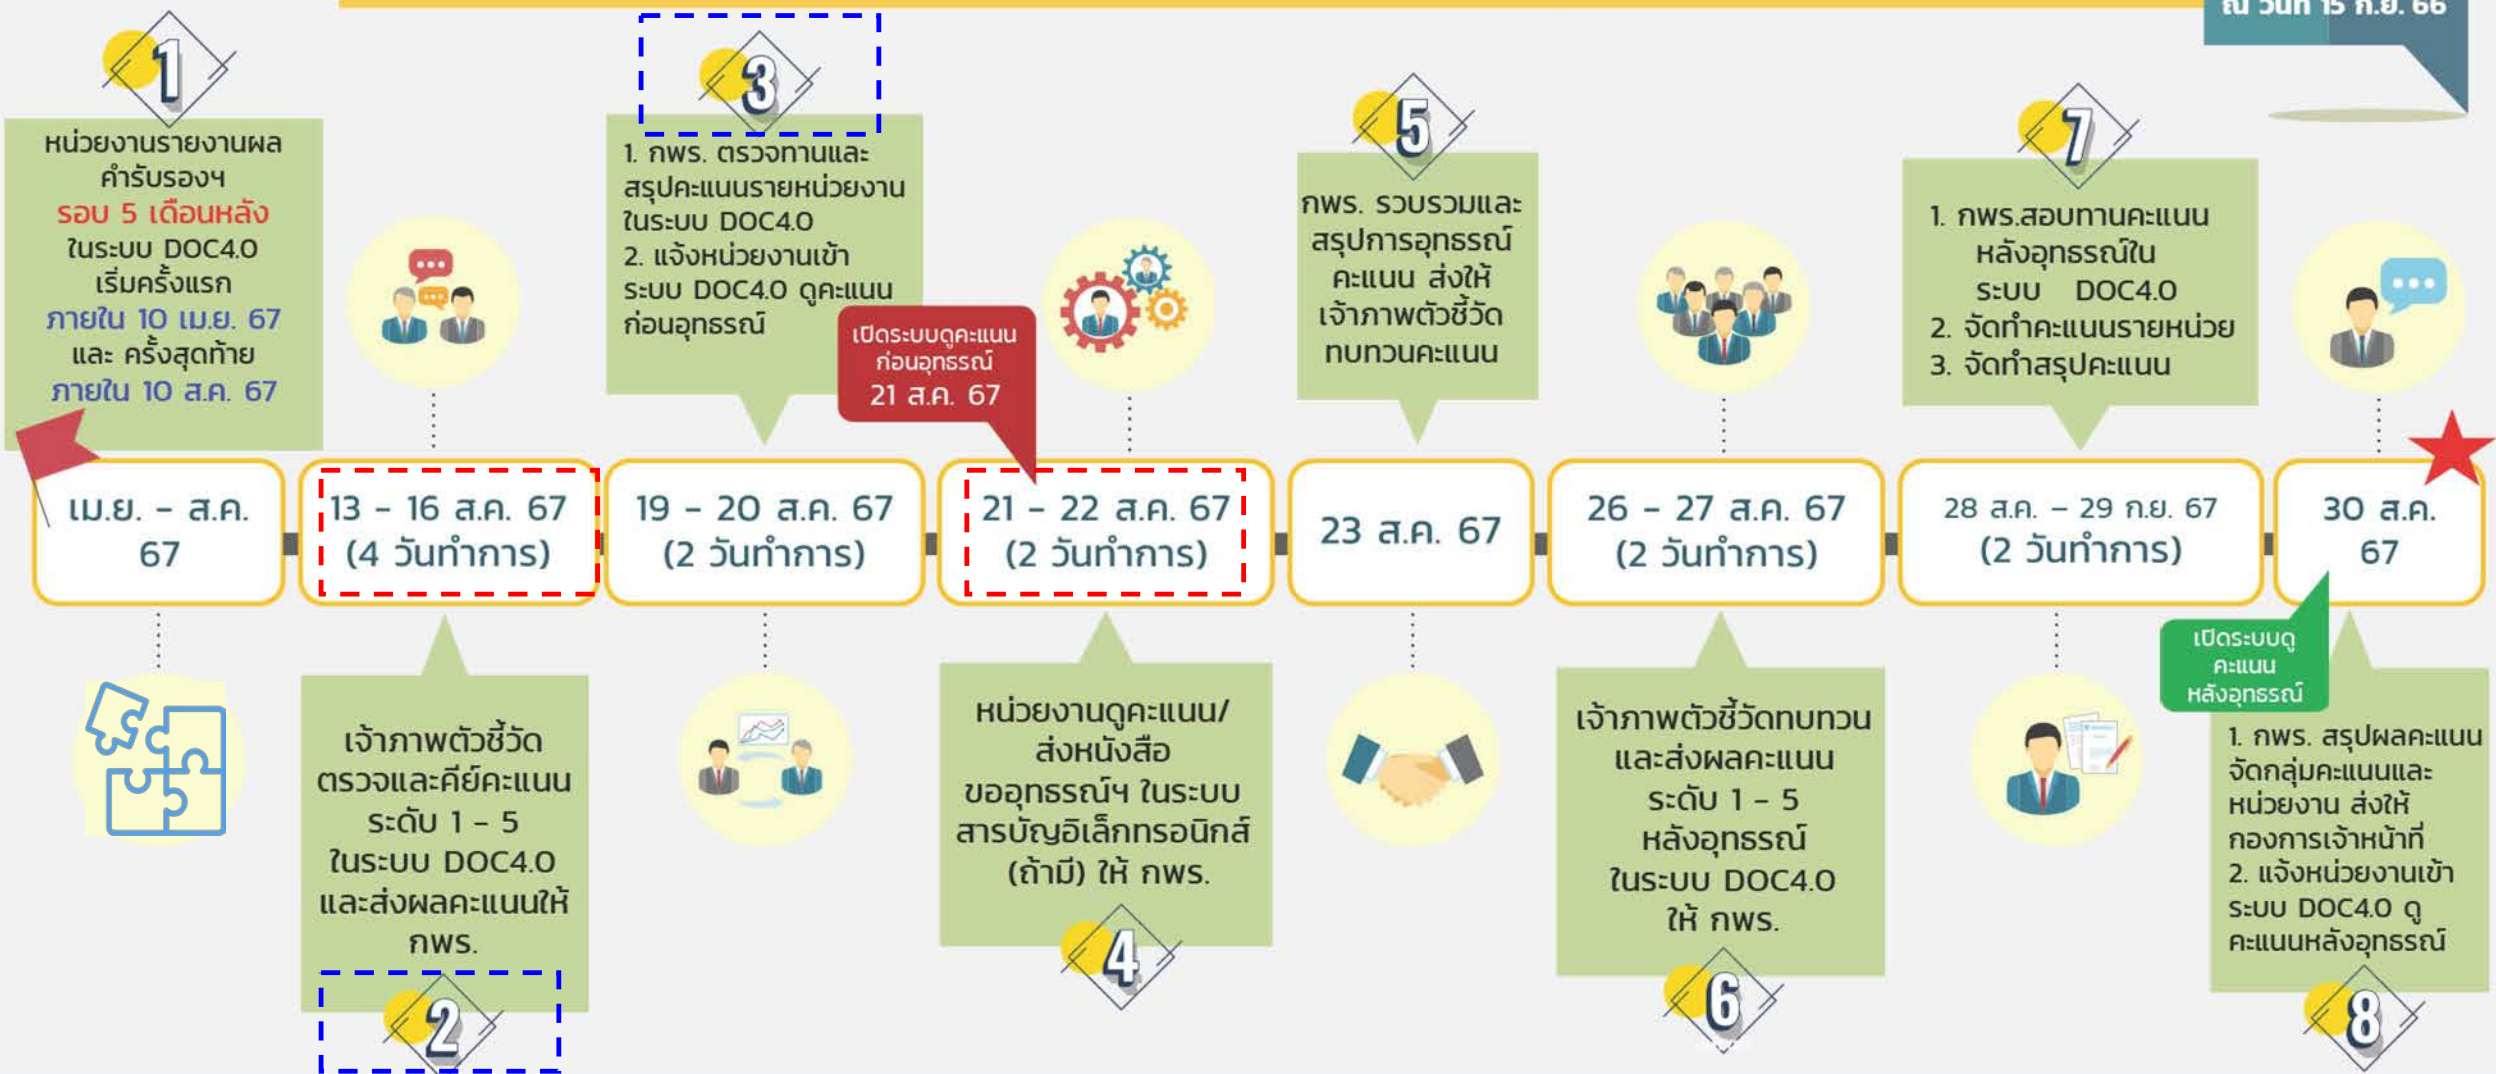 ณ วันที่ 15 ก.ย. 66
1
หน่วยงานรายงานผล
คำรับรองฯ
รอบ 5 เดือนหลัง
ในระบบ DOC4.0
เริ่มครั้งแรก
ภายใน 10 เม.ย. 67
และ ครั้งสุดท้าย
ภายใน 10 ส.ค. 67
3
1. กพร. ตรวจทานและ
สรุปคะแนนรายหน่วยงาน
ในระบบ DOC4.0
2. แจ้งหน่วยงานเข้า
ระบบ DOC4.0 ดูคะแนน
ก่อนอุทธรณ์
เปิดระบบดูคะแนน
ก่อนอุทธรณ์
21 ส.ค. 67
5
กพร. รวบรวมและ
สรุปการอุทธรณ์
คะแนน ส่งให้
เจ้าภาพตัวชี้วัด
ทบทวนคะแนน
7
1. กพร.สอบทานคะแนน
หลังอุทธรณ์ใน
ระบบ DOC4.0
2. จัดทำคะแนนรายหน่วย
3. จัดทำสรุปคะแนน
เม.ย. - ส.ค.
67
13 - 16 ส.ค. 67
(4 วันทำการ)
19 - 20 ส.ค. 67
(2 วันทำการ)
21 - 22 ส.ค. 67
(2 วันทำการ)
23 ส.ค. 67
26 - 27 ส.ค. 67
(2 วันทำการ)
28 ส.ค. – 29 ก.ย. 67
(2 วันทำการ)
30 ส.ค.
67
เจ้าภาพตัวชี้วัด
ตรวจและคีย์คะแนน
ระดับ 1 - 5
ในระบบ DOC4.0
และส่งผลคะแนนให้
กพร.
2
หน่วยงานดูคะแนน/
ส่งหนังสือ
ขออุทธรณ์ฯ ในระบบ
สารบัญอิเล็กทรอนิกส์
(ถ้ามี) ให้ กพร.
4
เจ้าภาพตัวชี้วัดทบทวน
และส่งผลคะแนน
ระดับ 1 - 5
หลังอุทธรณ์
ในระบบ DOC4.0
ให้ กพร.
6
เปิดระบบดู
คะแนน
หลังอุทธรณ์
1. กพร. สรุปผลคะแนน
จัดกลุ่มคะแนนและ
หน่วยงาน ส่งให้
กองการเจ้าหน้าที่
2. แจ้งหน่วยงานเข้า
ระบบ DOC4.0 ดู
คะแนนหลังอุทธรณ์
8